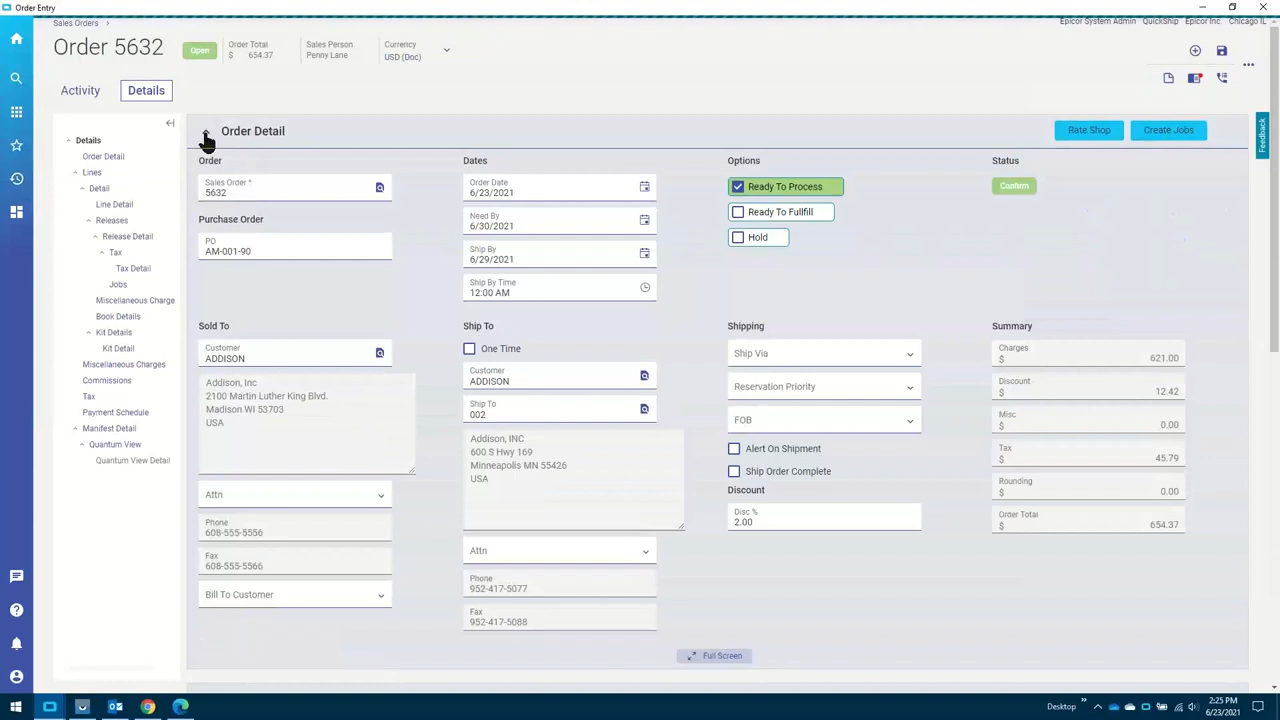 Order Entry
Sales Orders
Epicor System Admin QuickShip Epicor Inc. Chicago IL
Order 5632
Open
Order Total
$ 654.37
Sales Person
Penny Lane
Currency
USD (Doc)
Activity
Details
Feedback
Details
Order Detail
Lines
Detail
Line Detail
Releases
Release Detail
Tax
Tax Detail
Jobs
Miscellaneous Charge
Book Details
Kit Details
Kit Detail
Miscellaneous Charges
Commissions
Tax
Payment Schedule
Manifest Detail
Quantum View
Quantum View Detail
Order Detail
Rate Shop
Create Jobs
Order
Sales Order *
5632
Purchase Order
PO
AM-001-90
Dates
Order Date
6/23/2021
Need By
6/30/2021
Ship By
6/29/2021
Ship By Time
12:00 AM
Options
Ready To Process
Ready To Fullfill
Hold
Status
Confirm
Sold To
Customer
ADDISON
Addison, Inc
2100 Martin Luther King Blvd.
Madison WI 53703
USA
Attn
Phone
608-555-5556
Fax
608-555-5566
Bill To Customer
Ship To
One Time
Customer
ADDISON
Ship To
002
Addison, INC
600 S Hwy 169
Minneapolis MN 55426
USA
Attn
Phone
952-417-5077
Fax
952-417-5088
Shipping
Ship Via
Reservation Priority
FOB
Alert On Shipment
Ship Order Complete
Discount
Disc %
2.00
Summary
Charges
$ 621.00
Discount
$ 12.42
Misc
$ 0.00
Tax
$ 45.79
Rounding
$ 0.00
Order Total
$ 654.37
Full Screen
Desktop
2:25 PM
6/23/2021